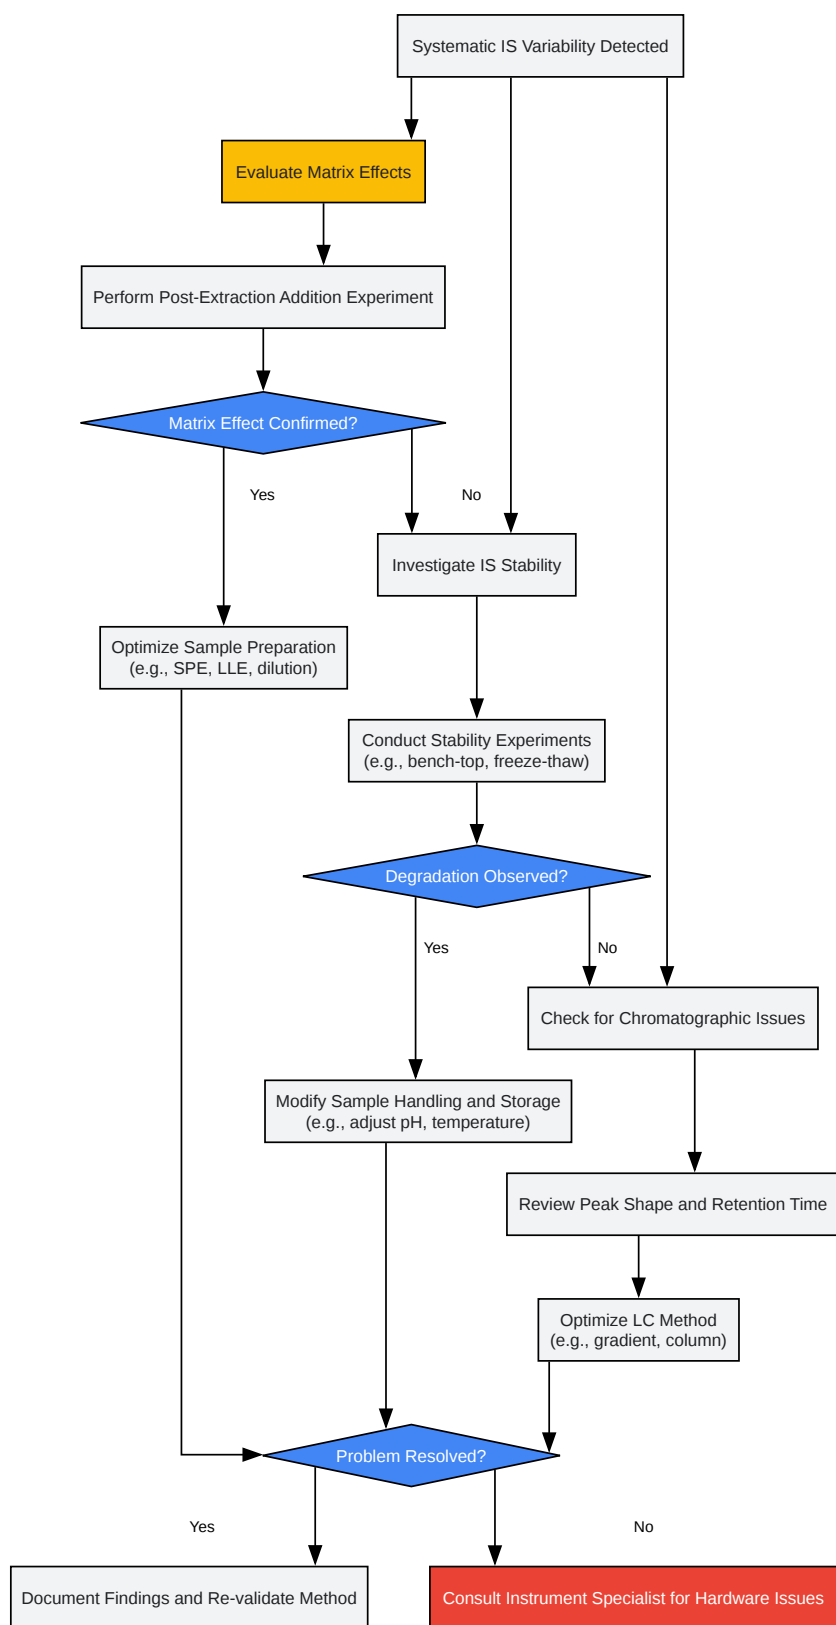 Systematic IS Variability Detected
Evaluate Matrix Effects
Perform Post-Extraction Addition Experiment
Matrix Effect Confirmed?
Yes
No
Investigate IS Stability
Optimize Sample Preparation
(e.g., SPE, LLE, dilution)
Conduct Stability Experiments
(e.g., bench-top, freeze-thaw)
Degradation Observed?
Yes
No
Check for Chromatographic Issues
Modify Sample Handling and Storage
(e.g., adjust pH, temperature)
Review Peak Shape and Retention Time
Optimize LC Method
(e.g., gradient, column)
Problem Resolved?
Yes
No
Document Findings and Re-validate Method
Consult Instrument Specialist for Hardware Issues